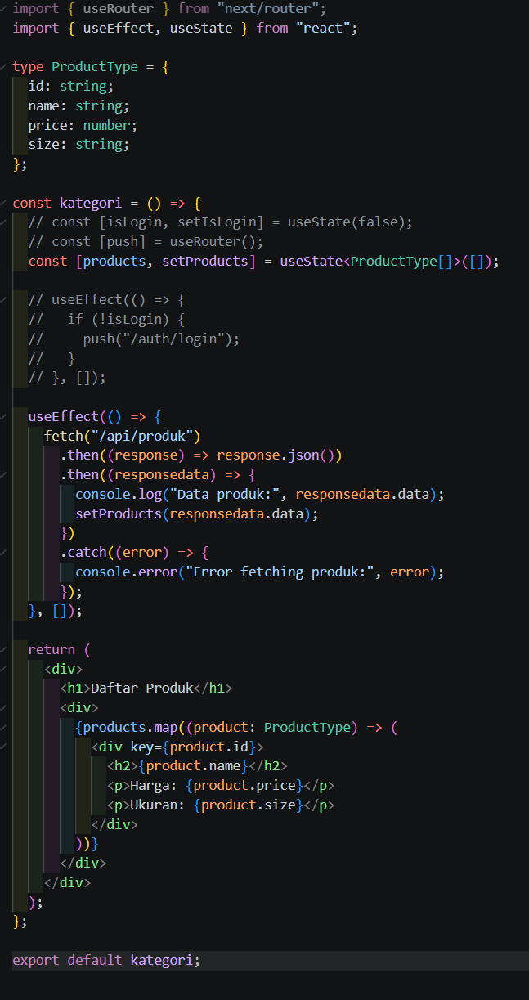 import { useRouter } from "next/router";
import { useEffect, useState } from "react";

type ProductType = {
  id: string;
  name: string;
  price: number;
  size: string;
};

const kategori = () => {
  // const [isLogin, setIsLogin] = useState(false);
  // const [push] = useRouter();
  const [products, setProducts] = useState<ProductType[]>([]);

  // useEffect(() => {
  //   if (!isLogin) {
  //     push("/auth/login");
  //   }
  // }, []);

  useEffect(() => {
    fetch("/api/produk")
      .then((response) => response.json())
      .then((responsedata) => {
        console.log("Data produk:", responsedata.data);
        setProducts(responsedata.data);
      })
      .catch((error) => {
        console.error("Error fetching produk:", error);
      });
  }, []);

  return (
    <div>
      <h1>Daftar Produk</h1>
      <div>
        {products.map((product: ProductType) => (
          <div key={product.id}>
            <h2>{product.name}</h2>
            <p>Harga: {product.price}</p>
            <p>Ukuran: {product.size}</p>
          </div>
        ))}
      </div>
    </div>
  );
};

export default kategori;